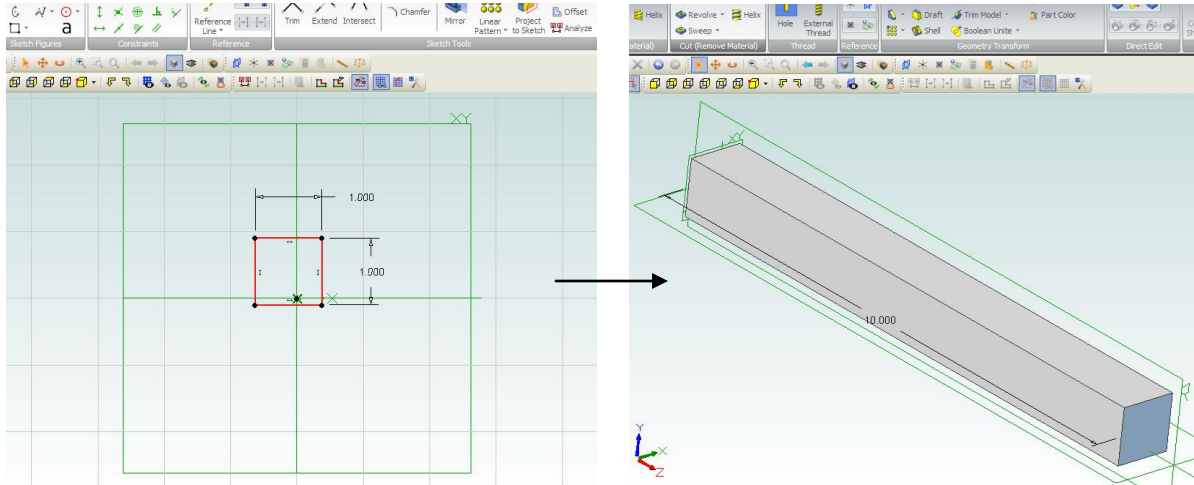 Reference
Line
Trim
Extend
Intersect
Chamfer
Mirror
Linear
Pattern
Project
to Sketch
Offset
Analyze
a
Sketch Figures
Constraints
Reference
Sketch Tools
XY
1.000
1.000
X
Helix
Revolve
Helix
Sweep
Hole
External
Thread
Draft
Shell
Trim Model
Boolean Unite
Part Color
aterial)
Cut (Remove Material)
Thread
Reference
Geometry Transform
Direct Edit
XY
10.000
Y
X
Z